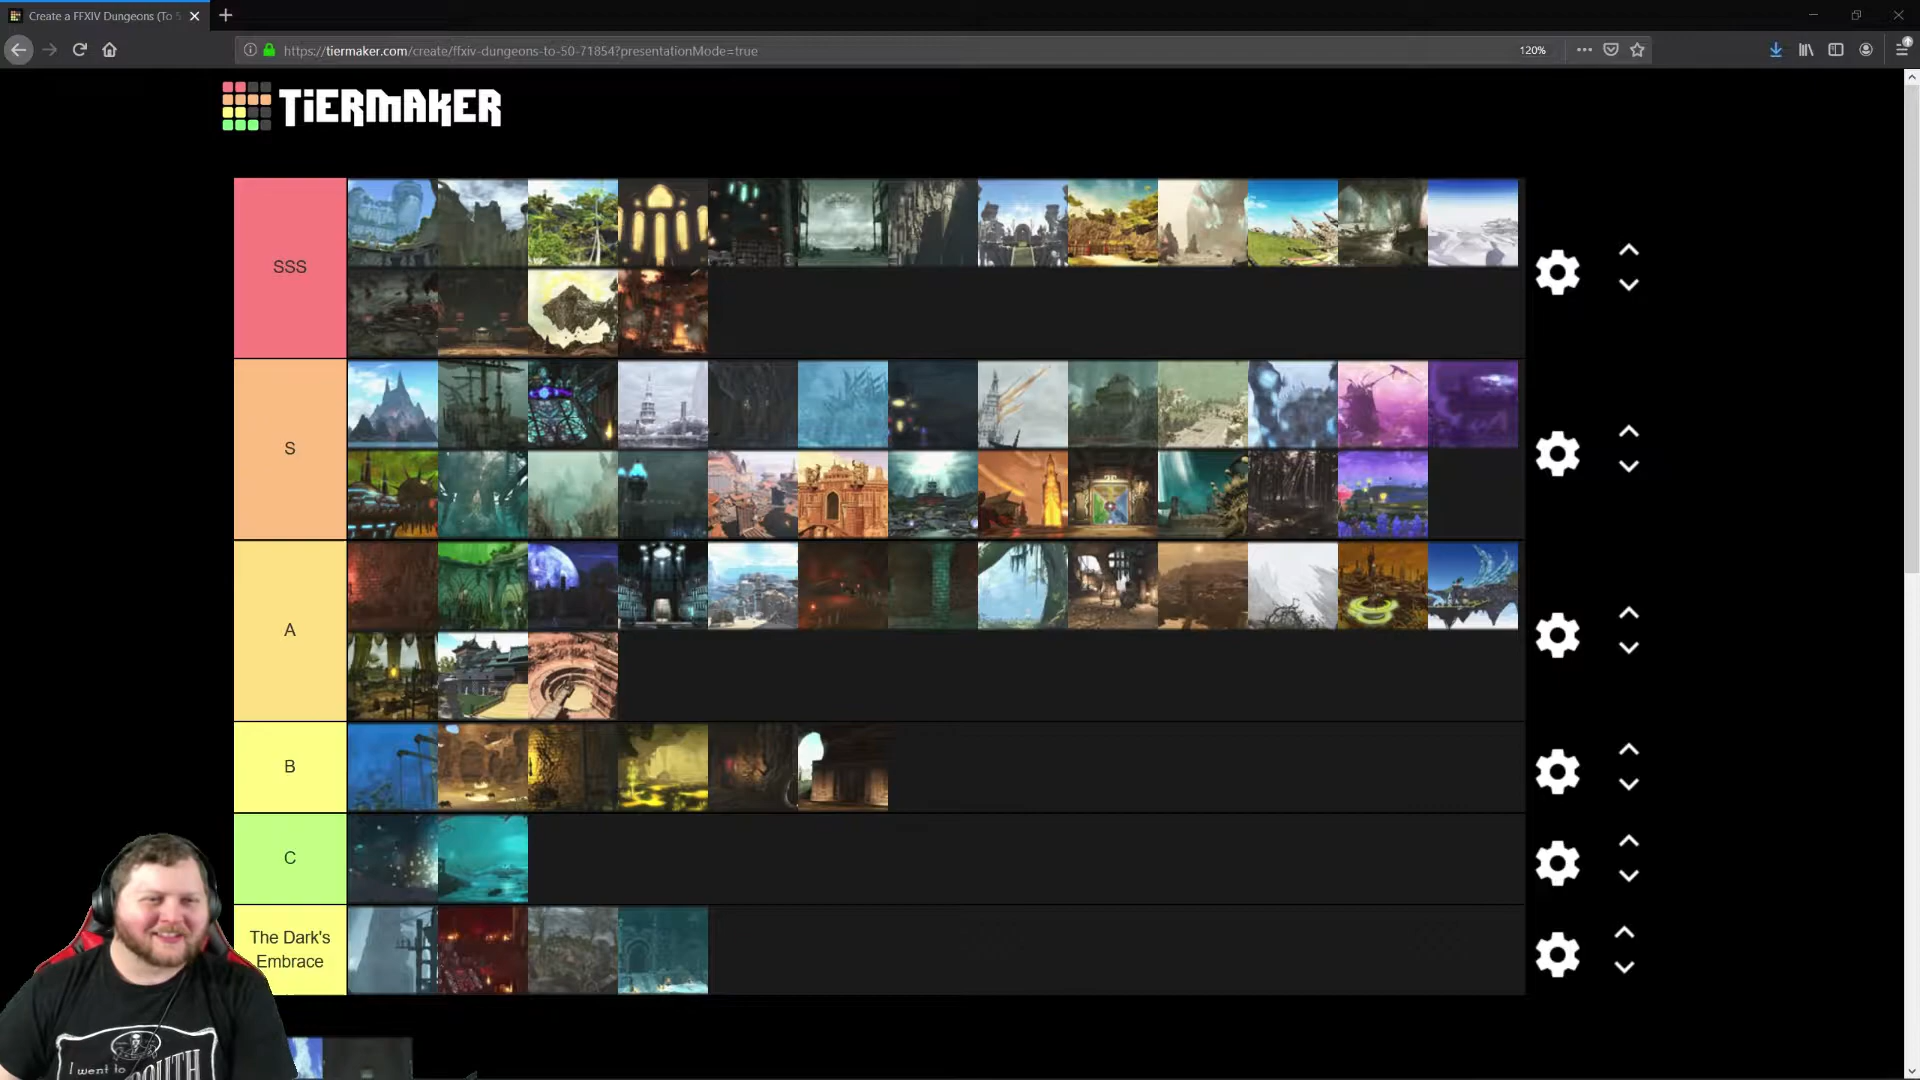 Create a FFXIV Dungeons (To 5
https://tiermaker.com/create/ffxiv-dungeons-to-50-71854?presentationMode=true
120%
TiERMAKER
SSS
S
A
B
C
The Dark's
Embrace
I went to